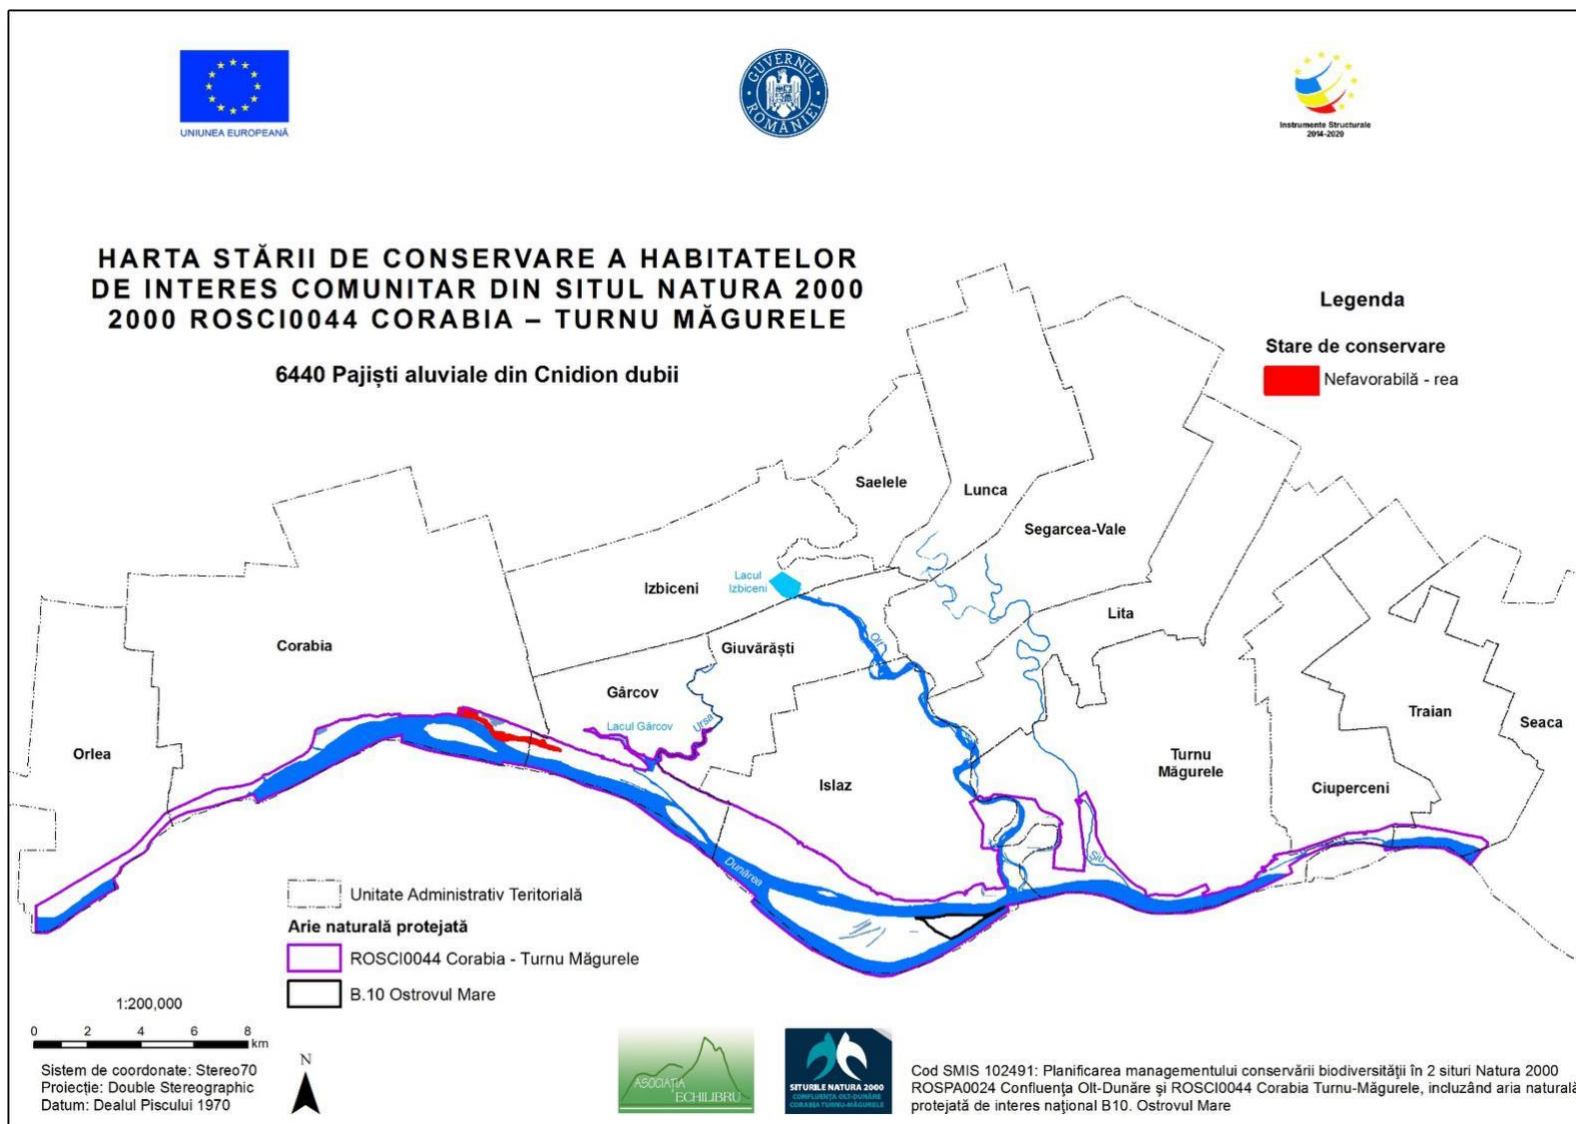 UNIUNEA EUROPEANĂ
GUVERNUL ROMÂNIEI
Instrumente Structurale
2014-2020
HARTA STĂRII DE CONSERVARE A HABITATELOR
DE INTERES COMUNITAR DIN SITUL NATURA 2000
2000 ROSCI0044 CORABIA – TURNU MĂGURELE
6440 Pajiști aluviale din Cnidion dubii
Legenda
Stare de conservare
Nefavorabilă - rea
Saelele
Lunca
Segarcea-Vale
Lacul
Izbiceni
Izbiceni
Lita
Corabia
Giuvărăști
Olt
Gârcov
Lacul Gârcov
Ursa
Traian
Seaca
Orlea
Turnu
Măgurele
Islaz
Ciuperceni
Siu
Dunărea
Unitate Administrativ Teritorială
Arie naturală protejată
ROSCI0044 Corabia - Turnu Măgurele
B.10 Ostrovul Mare
1:200,000
0 2 4 6 8
km
N
Sistem de coordonate: Stereo70
Proiecție: Double Stereographic
Datum: Dealul Piscului 1970
ASOCIAȚIA
ECHILIBRU
SITURILE NATURA 2000
CONFLUENȚA OLT-DUNĂRE
CORABIA TURNU-MĂGURELE
Cod SMIS 102491: Planificarea managementului conservării biodiversității în 2 situri Natura 2000
ROSPA0024 Confluența Olt-Dunăre și ROSCI0044 Corabia Turnu-Măgurele, incluzând aria naturală
protejată de interes național B10. Ostrovul Mare